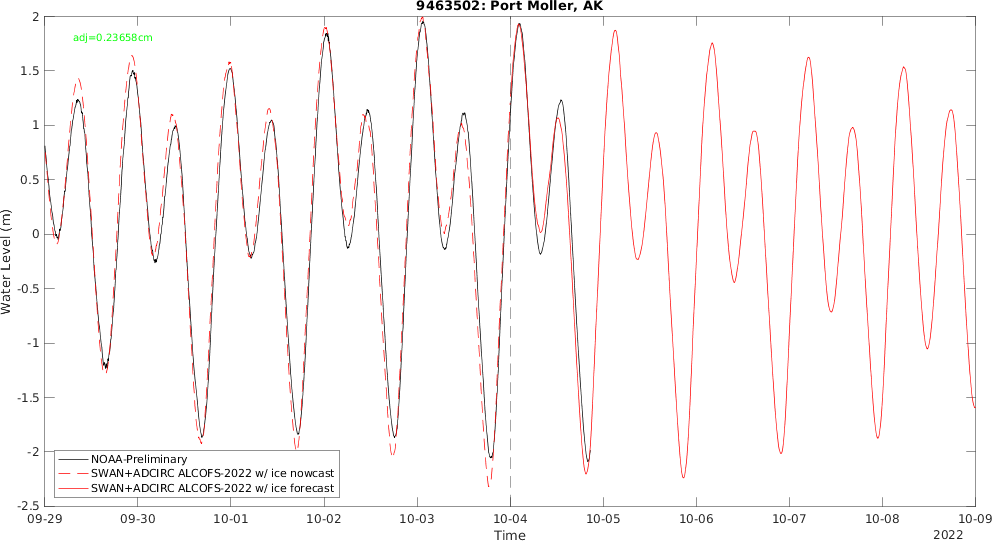 9463502: Port Moller, AK
adj=0.23658cm
2
1.5
1
0.5
0
-0.5
-1
-1.5
-2
-2.5
Water Level (m)
NOAA-Preliminary
SWAN+ADCIRC ALCOFS-2022 w/ ice nowcast
SWAN+ADCIRC ALCOFS-2022 w/ ice forecast
09-29 09-30 10-01 10-02 10-03 10-04 10-05 10-06 10-07 10-08 10-09
Time
2022